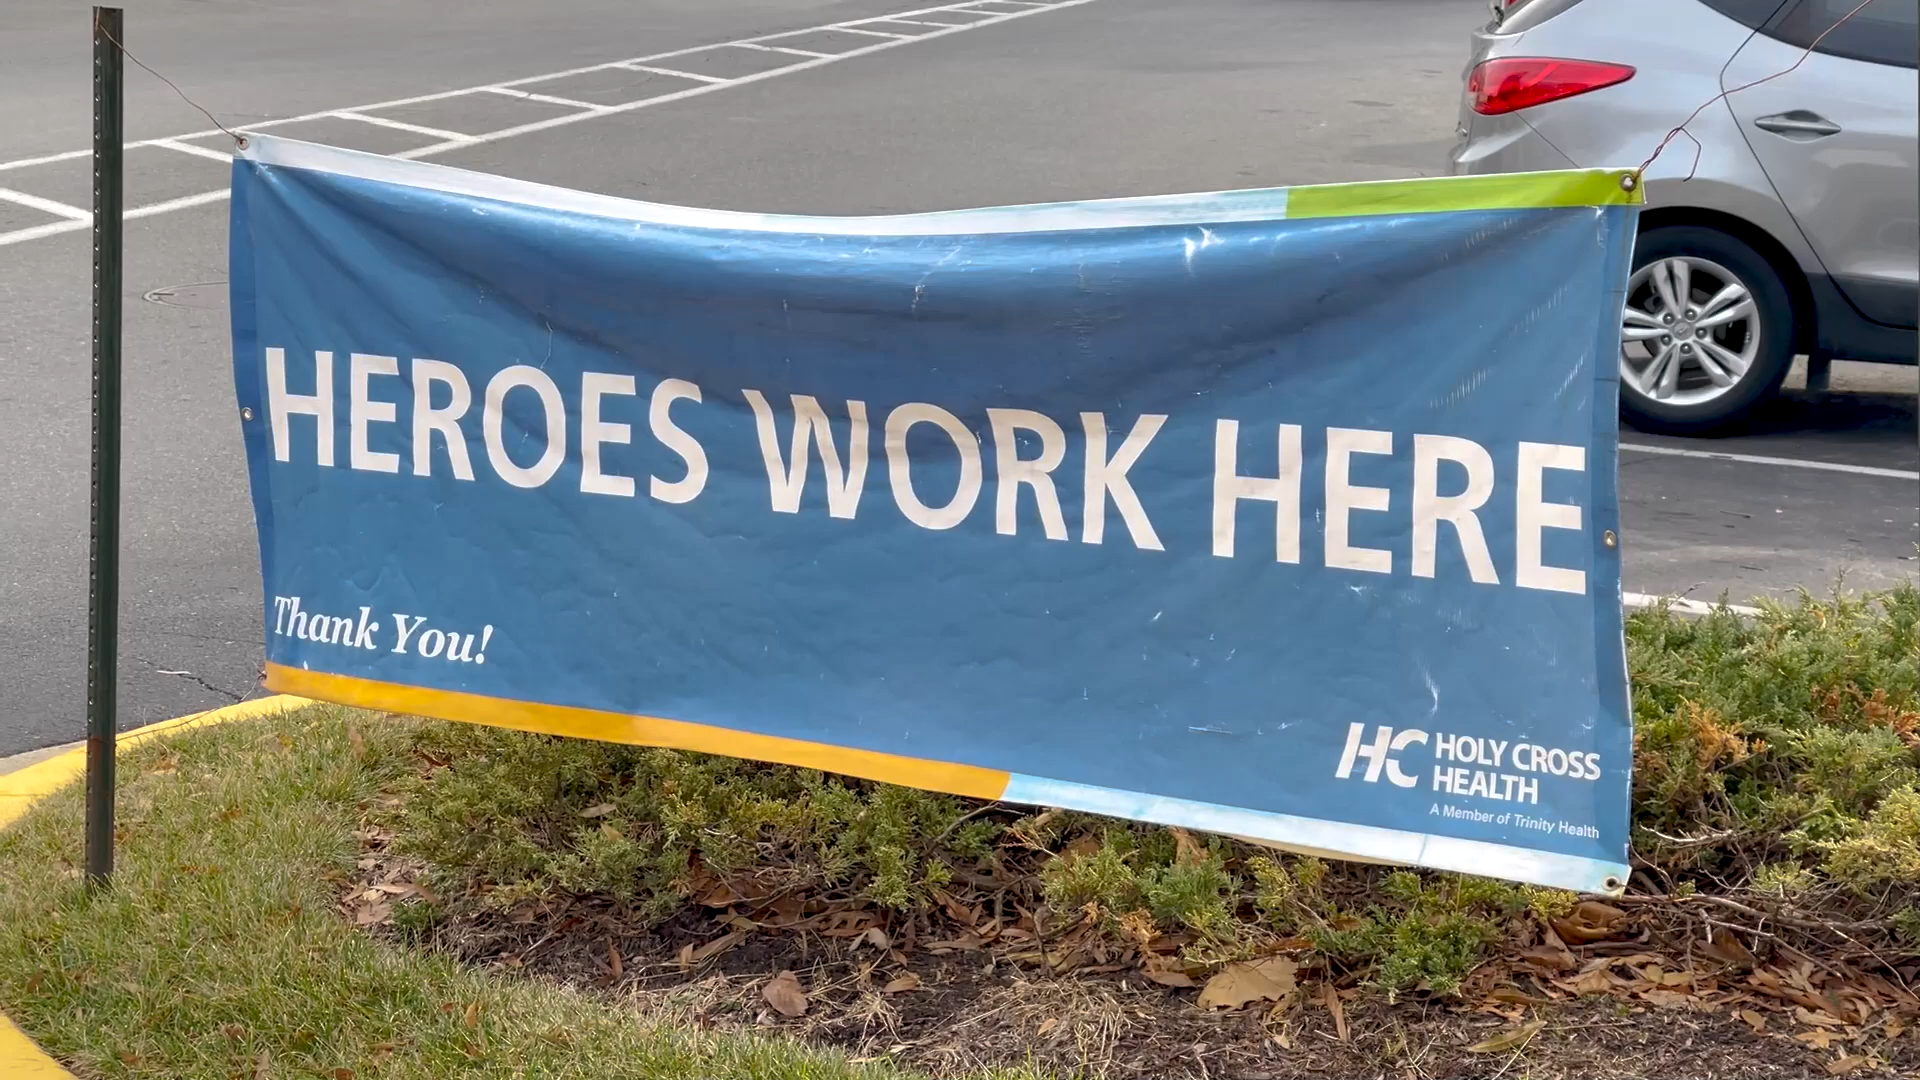 HEROES WORK HERE
Thank You!
HC HOLY CROSS
HEALTH
A Member of Trinity Health